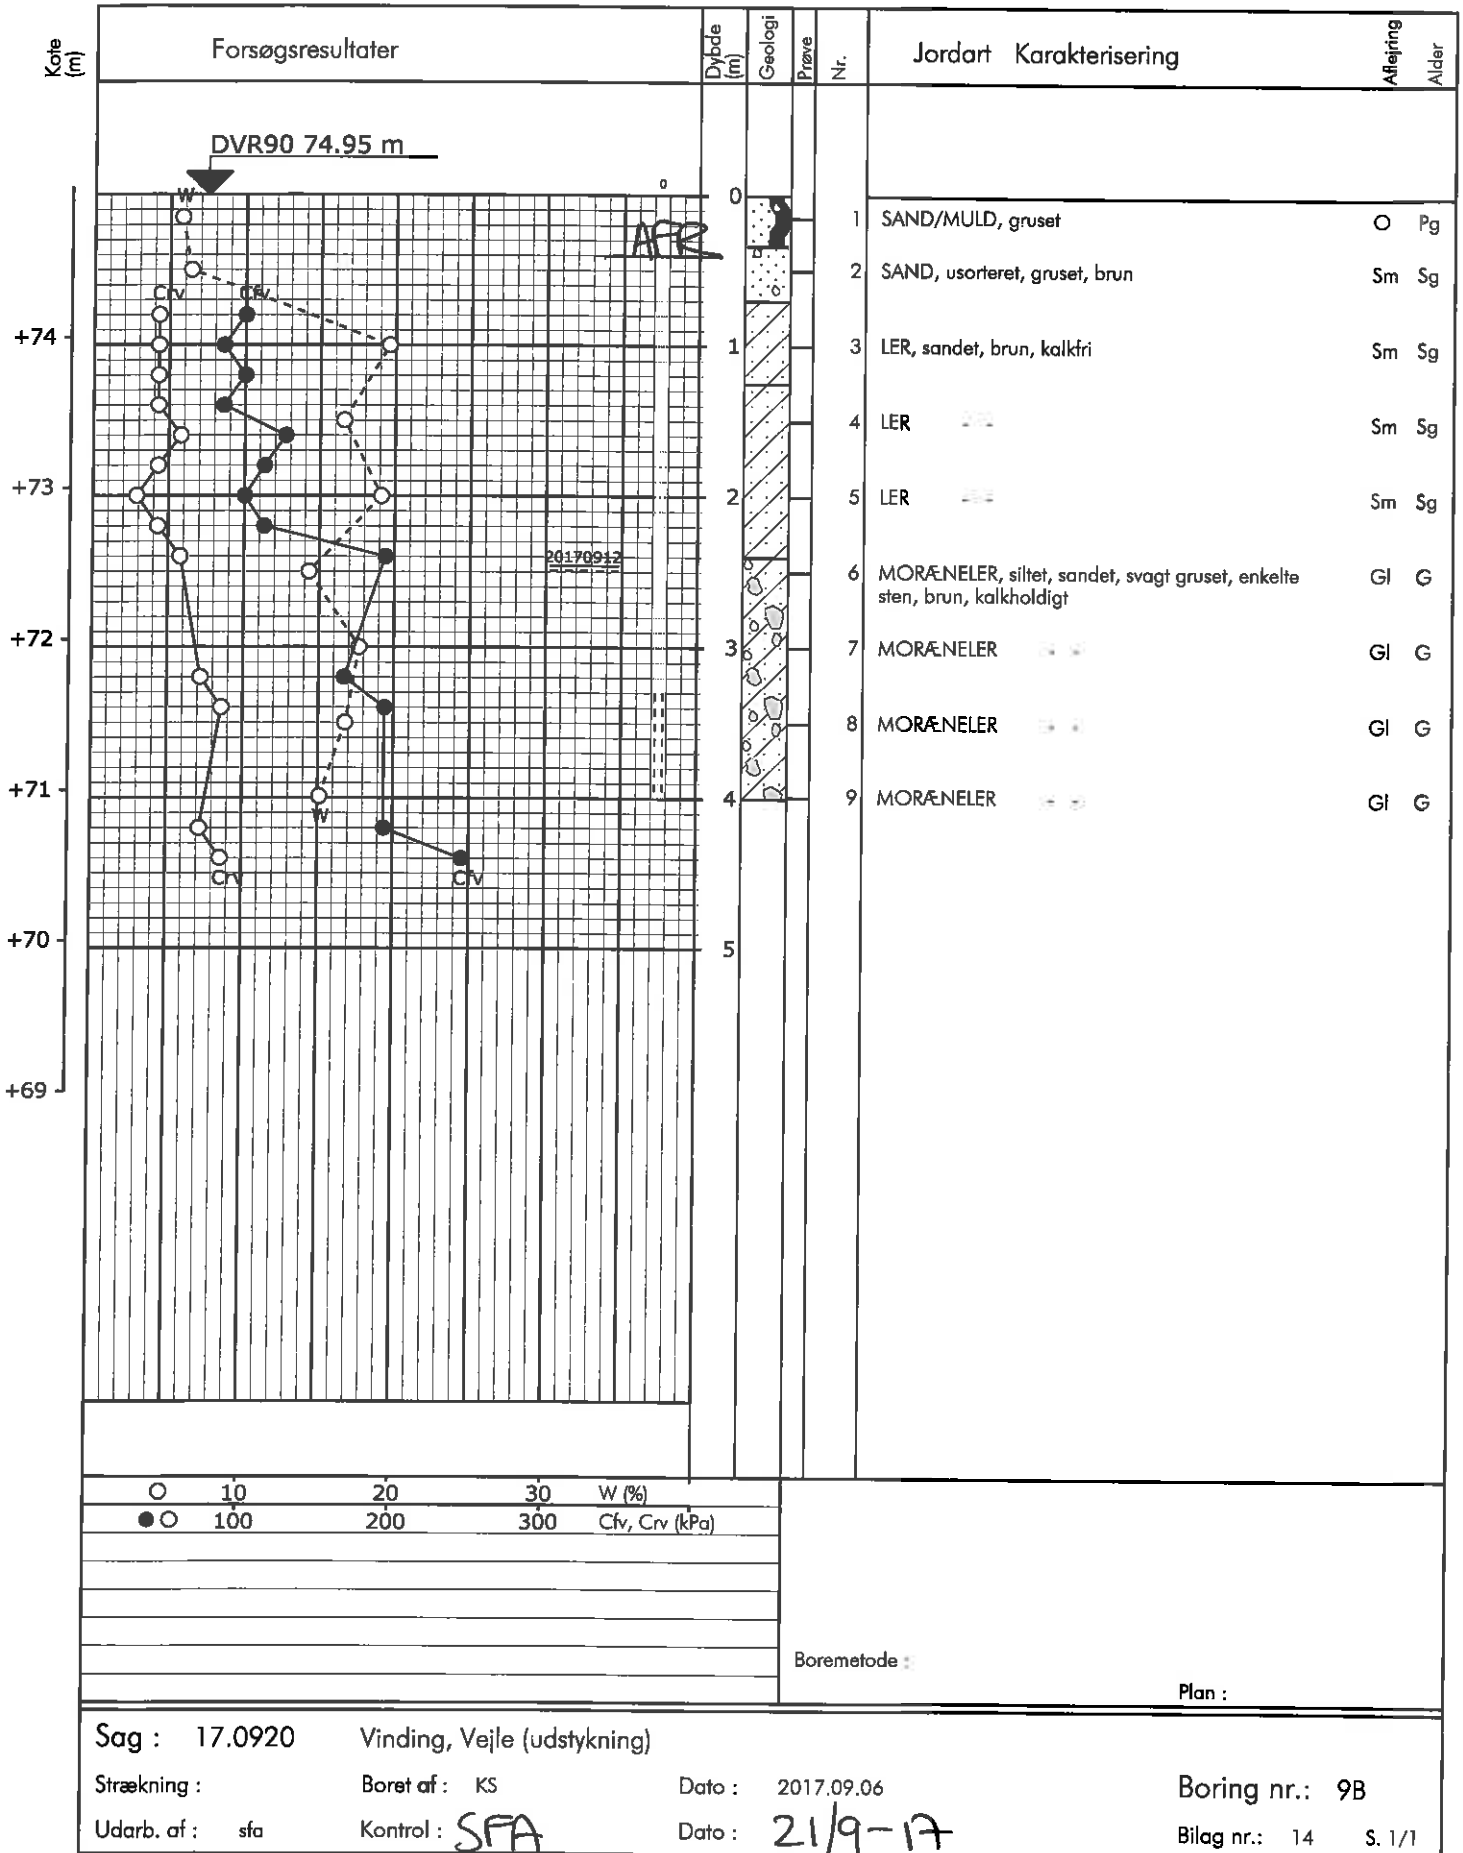 Kote (m) Forsøgsresultater Dybde (m) Geologi Prøve Nr. Jordart Karakterisering Aflejring Alder
DVR90 74.95 m
W 0 0
AFR 1 SAND/MULD, gruset O Pg
2 SAND, usorteret, gruset, brun Sm Sg
Crv Cfv
+74 1 3 LER, sandet, brun, kalkfri Sm Sg
4 LER -"- Sm Sg
+73 2 5 LER -"- Sm Sg
20170912 6 MORÆNELER, siltet, sandet, svagt gruset, enkelte Gl G
sten, brun, kalkholdigt
+72 3 7 MORÆNELER - " - Gl G
8 MORÆNELER - " - Gl G
+71 4 9 MORÆNELER - " - Gl G
W
Crv Cfv
+70 5
+69
10 20 30 W (%)
100 200 300 Cfv, Crv (kPa)
Boremetode :
Plan :
Sag : 17.0920 Vinding, Vejle (udstykning)
Strækning : Boret af : KS Dato : 2017.09.06 Boring nr.: 9B
Udarb. af : sfa Kontrol : SFA Dato : 21/9-17 Bilag nr.: 14 S. 1/1